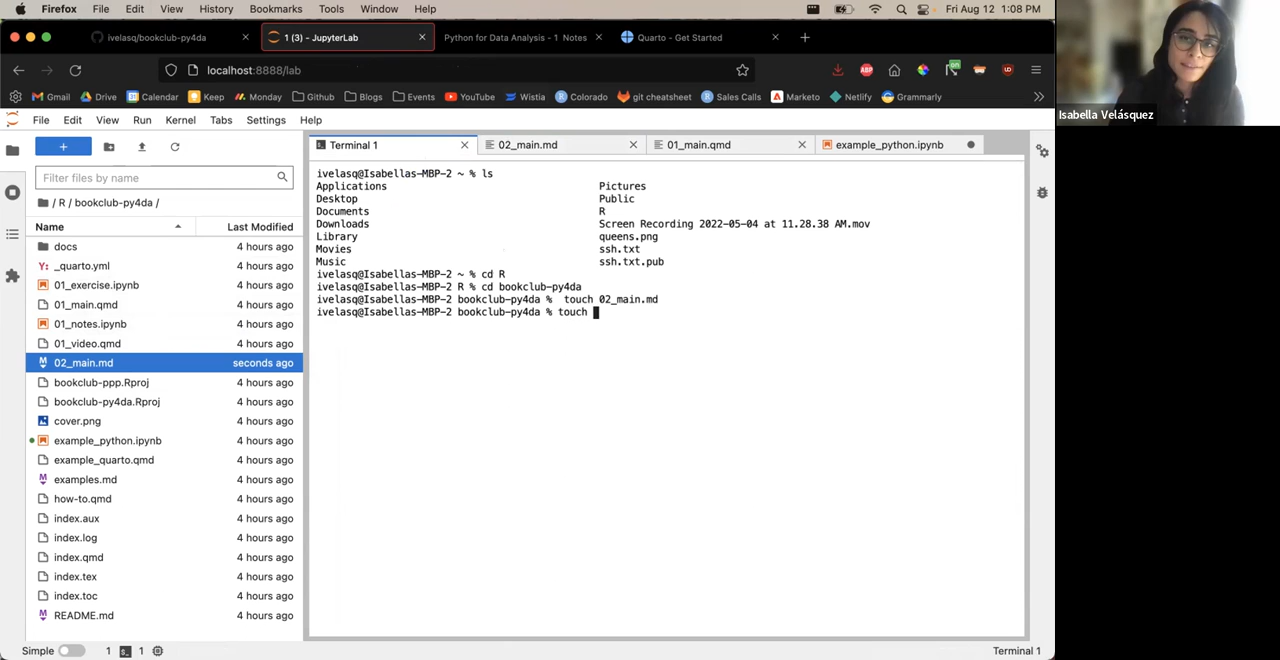 Firefox File Edit View History Bookmarks Tools Window Help Fri Aug 12 1:08 PM
ivelasq/bookclub-py4da 1 (3) - JupyterLab Python for Data Analysis - 1 Notes Quarto - Get Started
localhost:8888/lab
Gmail Drive Calendar Keep Monday Github Blogs Events YouTube Wistia Colorado git cheatsheet Sales Calls Marketo Netlify Grammarly
File Edit View Run Kernel Tabs Settings Help
Terminal 1 02_main.md 01_main.qmd example_python.ipynb
Filter files by name
/ R / bookclub-py4da /
Name Last Modified
docs 4 hours ago
_quarto.yml 4 hours ago
01_exercise.ipynb 4 hours ago
01_main.qmd 4 hours ago
01_notes.ipynb 4 hours ago
01_video.qmd 4 hours ago
02_main.md seconds ago
bookclub-ppp.Rproj 4 hours ago
bookclub-py4da.Rproj 4 hours ago
cover.png 4 hours ago
example_python.ipynb 4 hours ago
example_quarto.qmd 4 hours ago
examples.md 4 hours ago
how-to.qmd 4 hours ago
index.aux 4 hours ago
index.log 4 hours ago
index.qmd 4 hours ago
index.tex 4 hours ago
index.toc 4 hours ago
README.md 4 hours ago
ivelasq@Isabellas-MBP-2 ~ % ls
Applications Pictures
Desktop Public
Documents R
Downloads Screen Recording 2022-05-04 at 11.28.38 AM.mov
Library queens.png
Movies ssh.txt
Music ssh.txt.pub
ivelasq@Isabellas-MBP-2 ~ % cd R
ivelasq@Isabellas-MBP-2 R % cd bookclub-py4da
ivelasq@Isabellas-MBP-2 bookclub-py4da %  touch 02_main.md
ivelasq@Isabellas-MBP-2 bookclub-py4da % touch
Simple 1 1 Terminal 1
Isabella Velásquez